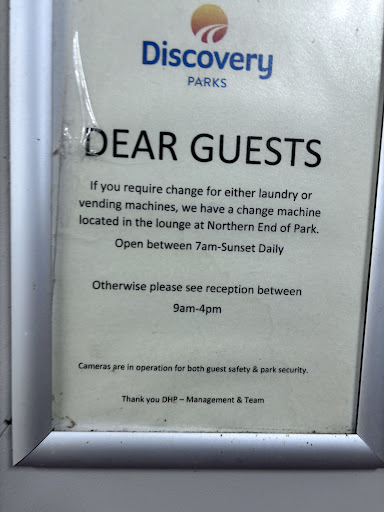 Discovery
PARKS
DEAR GUESTS
If you require change for either laundry or
vending machines, we have a change machine
located in the lounge at Northern End of Park.
Open between 7am-Sunset Daily
Otherwise please see reception between
9am-4pm
Cameras are in operation for both guest safety & park security.
Thank you DHP – Management & Team